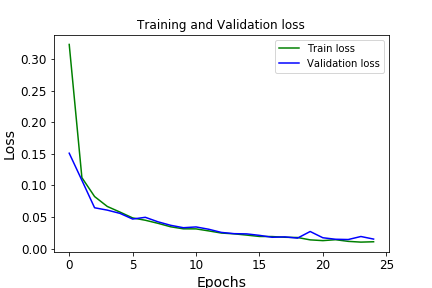 Training and Validation loss
Train loss
Validation loss
Loss
0.30
0.25
0.20
0.15
0.10
0.05
0.00
0 5 10 15 20 25
Epochs